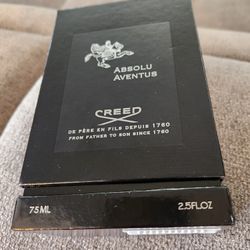 ABSOLU
AVENTUS
CREED
DE PÈRE EN FILS DEPUIS 1760
FROM FATHER TO SON SINCE 1760
75ML
2.5FLOZ